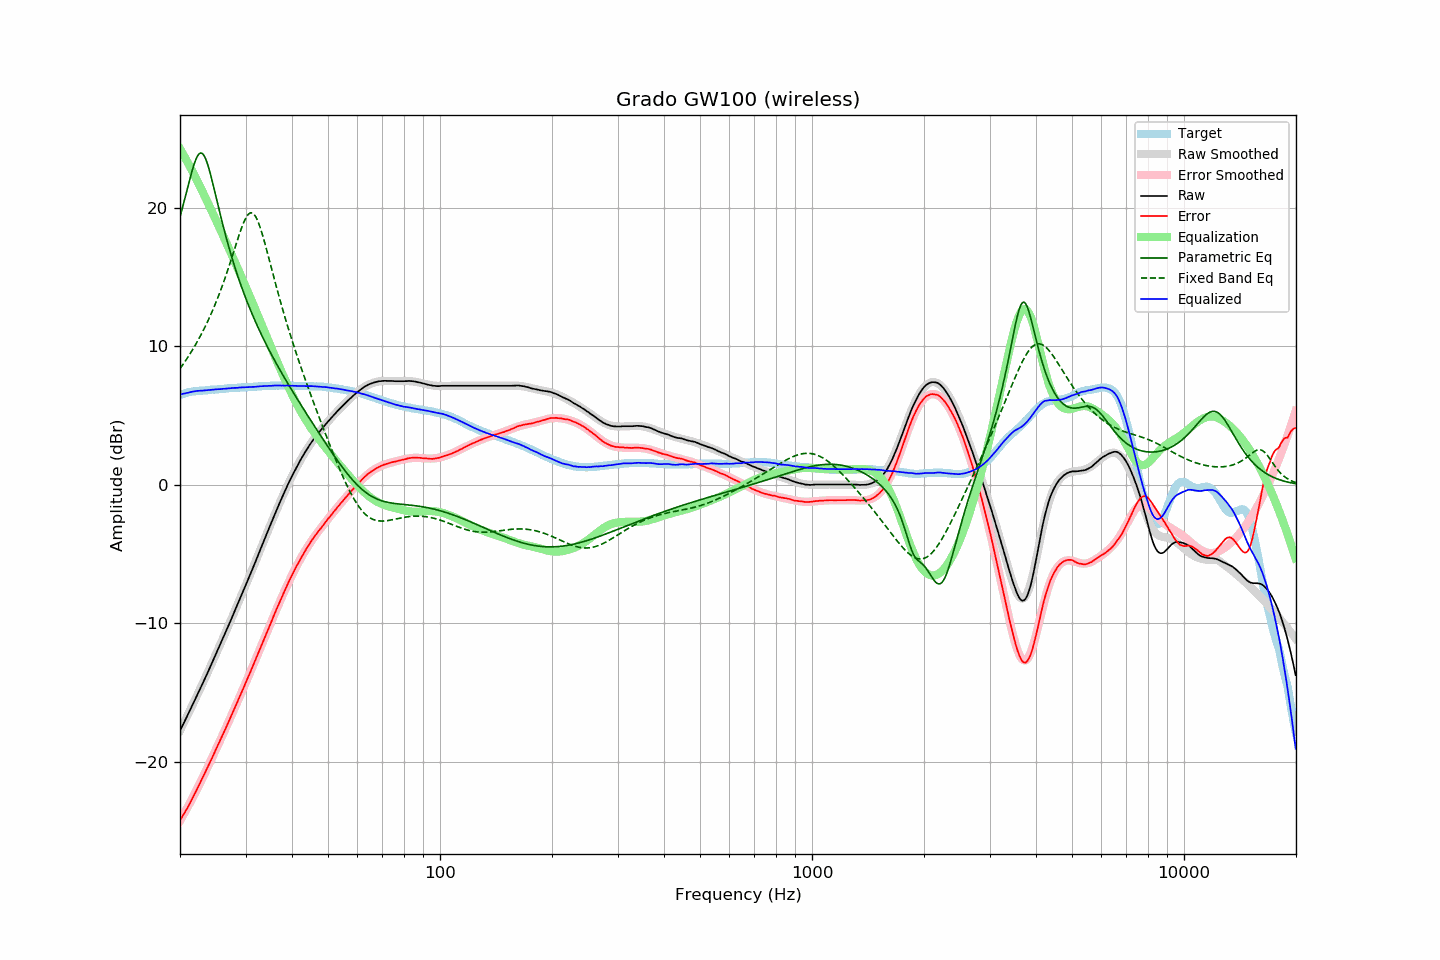 Grado GW100 (wireless)
Target
Raw Smoothed
Error Smoothed
Raw
Error
Equalization
Parametric Eq
Fixed Band Eq
Equalized
20
10
0
−10
−20
Amplitude (dBr)
100
1000
10000
Frequency (Hz)